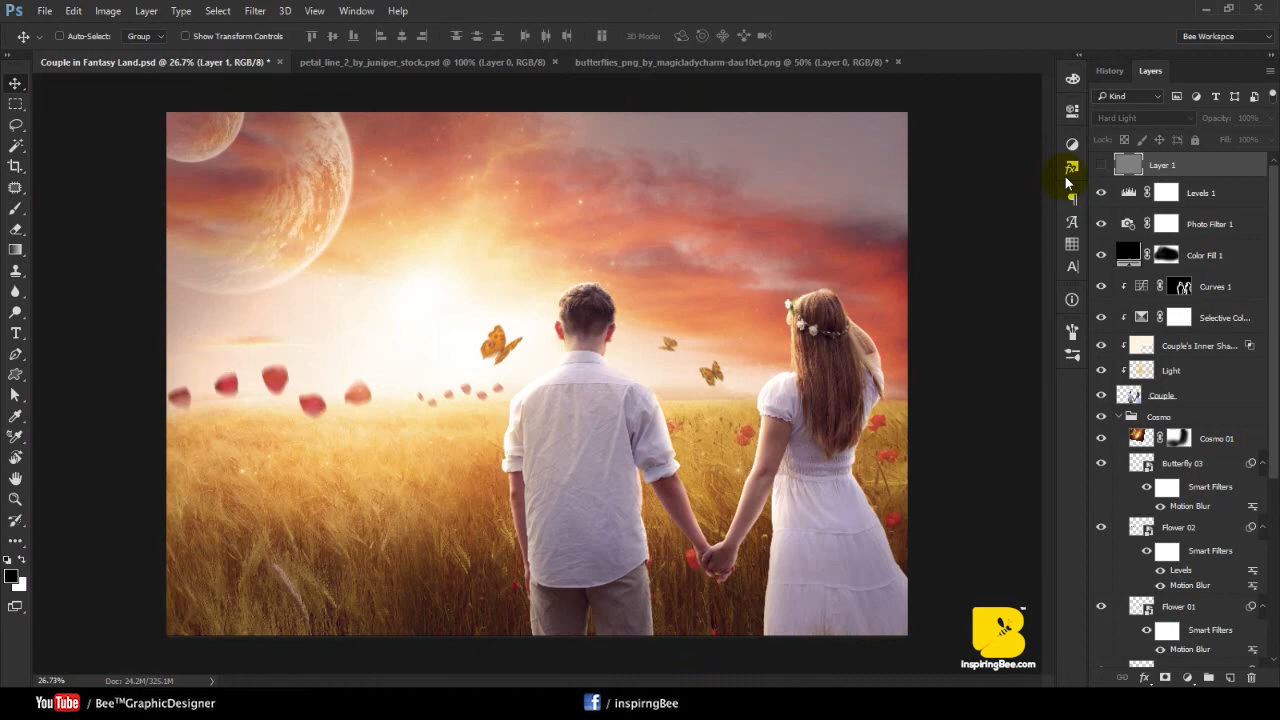 Ps File Edit Image Layer Type Select Filter 3D View Window Help
Auto-Select: Group Show Transform Controls 3D Mode: Bee Workspce
Couple in Fantasy Land.psd @ 26.7% (Layer 1, RGB/8) * petal_line_2_by_juniper_stock.psd @ 100% (Layer 0, RGB/8) butterflies_png_by_magicladycharm-dau10et.png @ 50% (Layer 0, RGB/8) *
History Layers
Kind
Hard Light Opacity: 100%
Lock: Fill: 100%
Layer 1
Levels 1
Photo Filter 1
Color Fill 1
Curves 1
Selective Col...
Couple's Inner Sha...
Light
Couple
Cosmo
Cosmo 01
Butterfly 03
Smart Filters
Motion Blur
Flower 02
Smart Filters
Levels
Motion Blur
Flower 01
Smart Filters
Motion Blur
B™
inspiringBee.com
26.73% Doc: 24.2M/325.1M
YouTube / Bee™GraphicDesigner f / inspirngBee